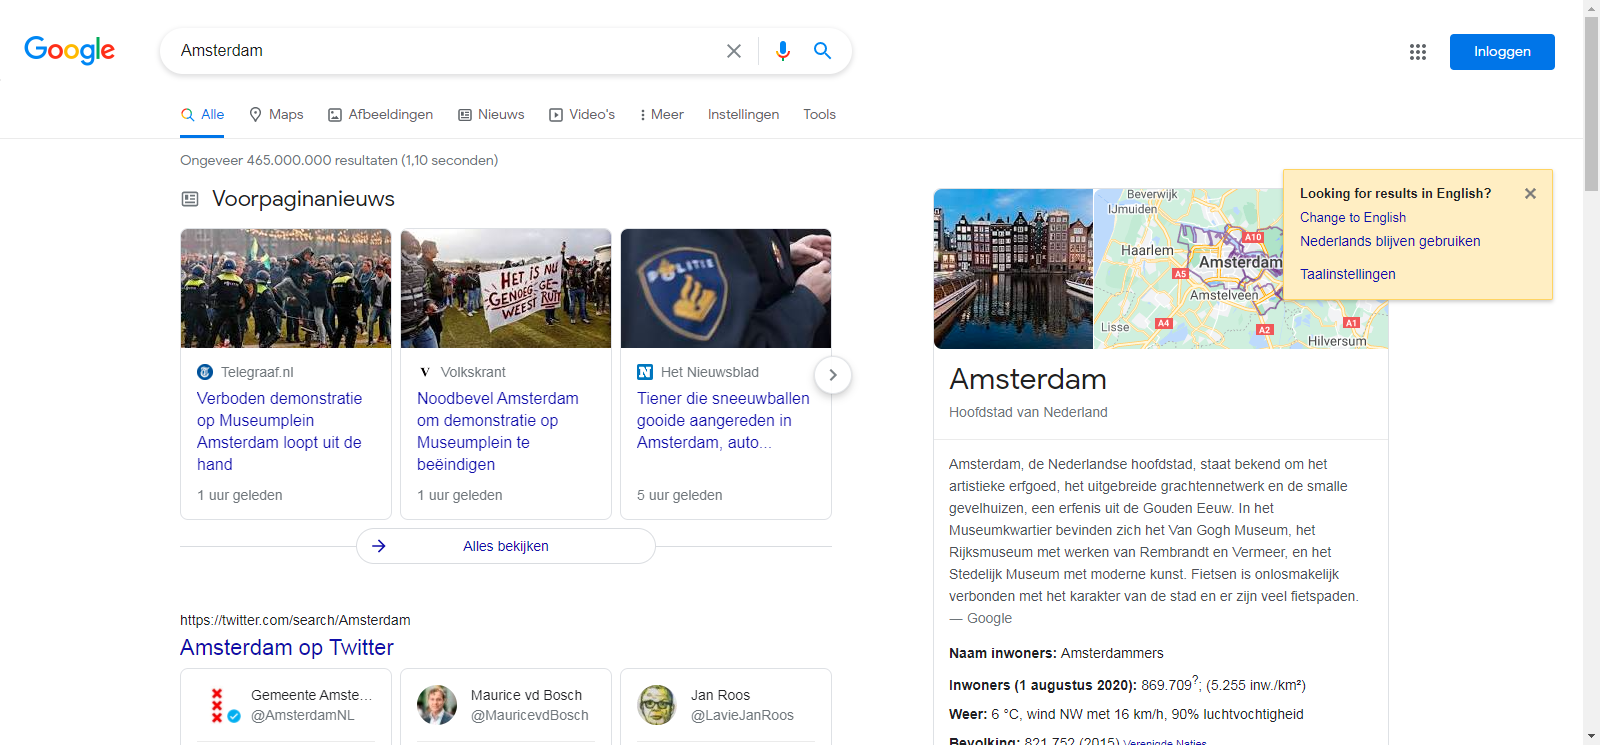 Google
Amsterdam
Inloggen
Alle
Maps
Afbeeldingen
Nieuws
Video's
Meer
Instellingen
Tools
Ongeveer 465.000.000 resultaten (1,10 seconden)
Voorpaginanieuws
POLITIE
HET IS NU
GENOEG-GE
WEEST RUTT
Telegraaf.nl
Verboden demonstratie
op Museumplein
Amsterdam loopt uit de
hand
1 uur geleden
V Volkskrant
Noodbevel Amsterdam
om demonstratie op
Museumplein te
beëindigen
1 uur geleden
N Het Nieuwsblad
Tiener die sneeuwballen
gooide aangereden in
Amsterdam, auto...
5 uur geleden
Alles bekijken
https://twitter.com/search/Amsterdam
Amsterdam op Twitter
Gemeente Amste...
@AmsterdamNL
Maurice vd Bosch
@MauricevdBosch
Jan Roos
@LavieJanRoos
Beverwijk
IJmuiden
Haarlem
A10
Amsterdam
A5
Amstelveen
Lisse
A4
A2
A1
Hilversum
Looking for results in English?
Change to English
Nederlands blijven gebruiken
Taalinstellingen
Amsterdam
Hoofdstad van Nederland
Amsterdam, de Nederlandse hoofdstad, staat bekend om het
artistieke erfgoed, het uitgebreide grachtennetwerk en de smalle
gevelhuizen, een erfenis uit de Gouden Eeuw. In het
Museumkwartier bevinden zich het Van Gogh Museum, het
Rijksmuseum met werken van Rembrandt en Vermeer, en het
Stedelijk Museum met moderne kunst. Fietsen is onlosmakelijk
verbonden met het karakter van de stad en er zijn veel fietspaden.
— Google
Naam inwoners: Amsterdammers
Inwoners (1 augustus 2020): 869.709?; (5.255 inw./km²)
Weer: 6 °C, wind NW met 16 km/h, 90% luchtvochtigheid
Bevolking: 821.752 (2015) Verenigde Naties